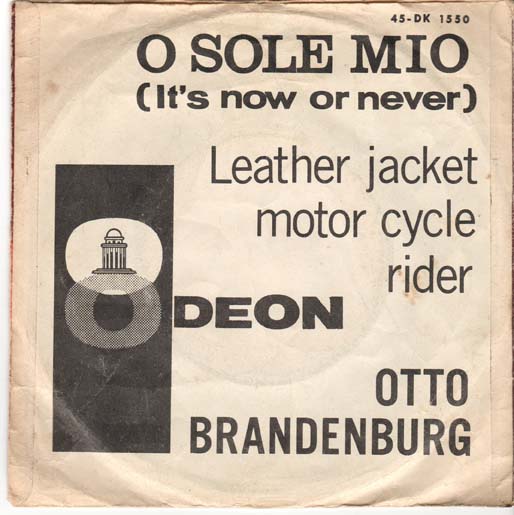 45-DK 1550
O SOLE MIO
(It's now or never)
Leather jacket
motor cycle
rider
ODEON
OTTO
BRANDENBURG